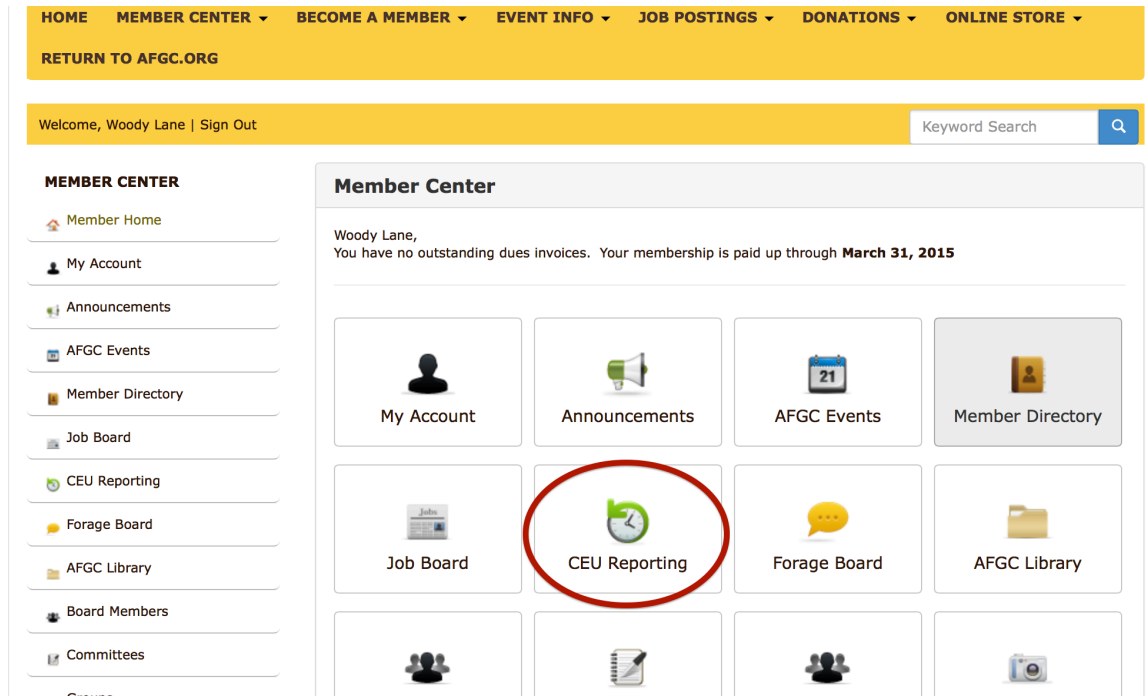 HOME MEMBER CENTER BECOME A MEMBER EVENT INFO JOB POSTINGS DONATIONS ONLINE STORE
RETURN TO AFGC.ORG
Welcome, Woody Lane | Sign Out
Keyword Search
MEMBER CENTER
Member Home
My Account
Announcements
AFGC Events
Member Directory
Job Board
CEU Reporting
Forage Board
AFGC Library
Board Members
Committees
Member Center
Woody Lane,
You have no outstanding dues invoices. Your membership is paid up through March 31, 2015
21
My Account Announcements AFGC Events Member Directory
Jobs
Job Board CEU Reporting Forage Board AFGC Library